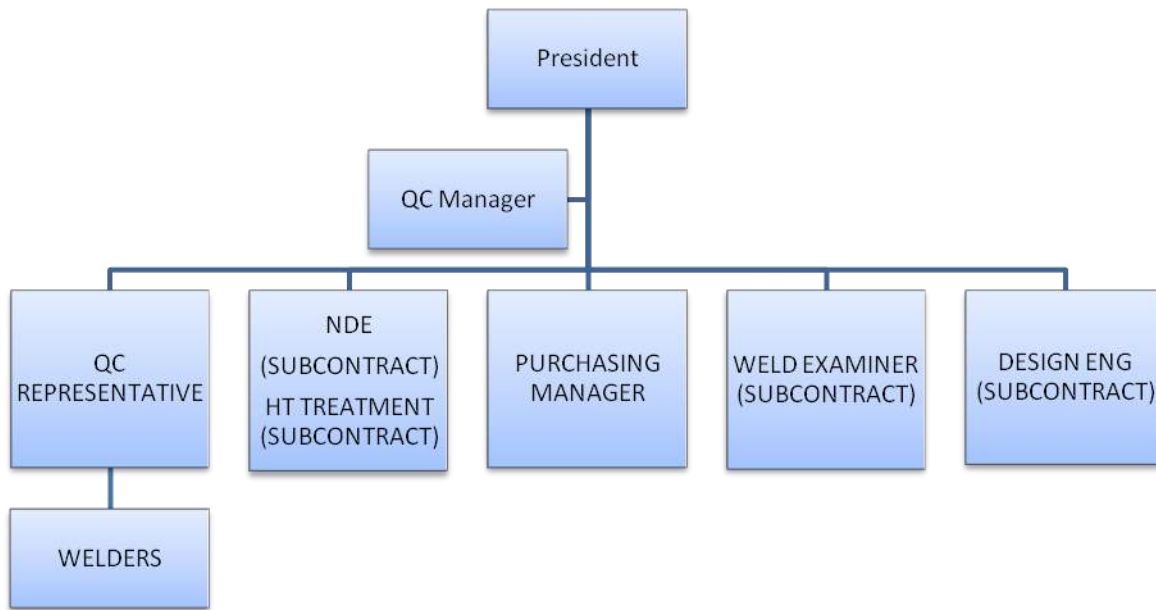 President
QC Manager
QC
REPRESENTATIVE
NDE
(SUBCONTRACT)
HT TREATMENT
(SUBCONTRACT)
PURCHASING
MANAGER
WELD EXAMINER
(SUBCONTRACT)
DESIGN ENG
(SUBCONTRACT)
WELDERS